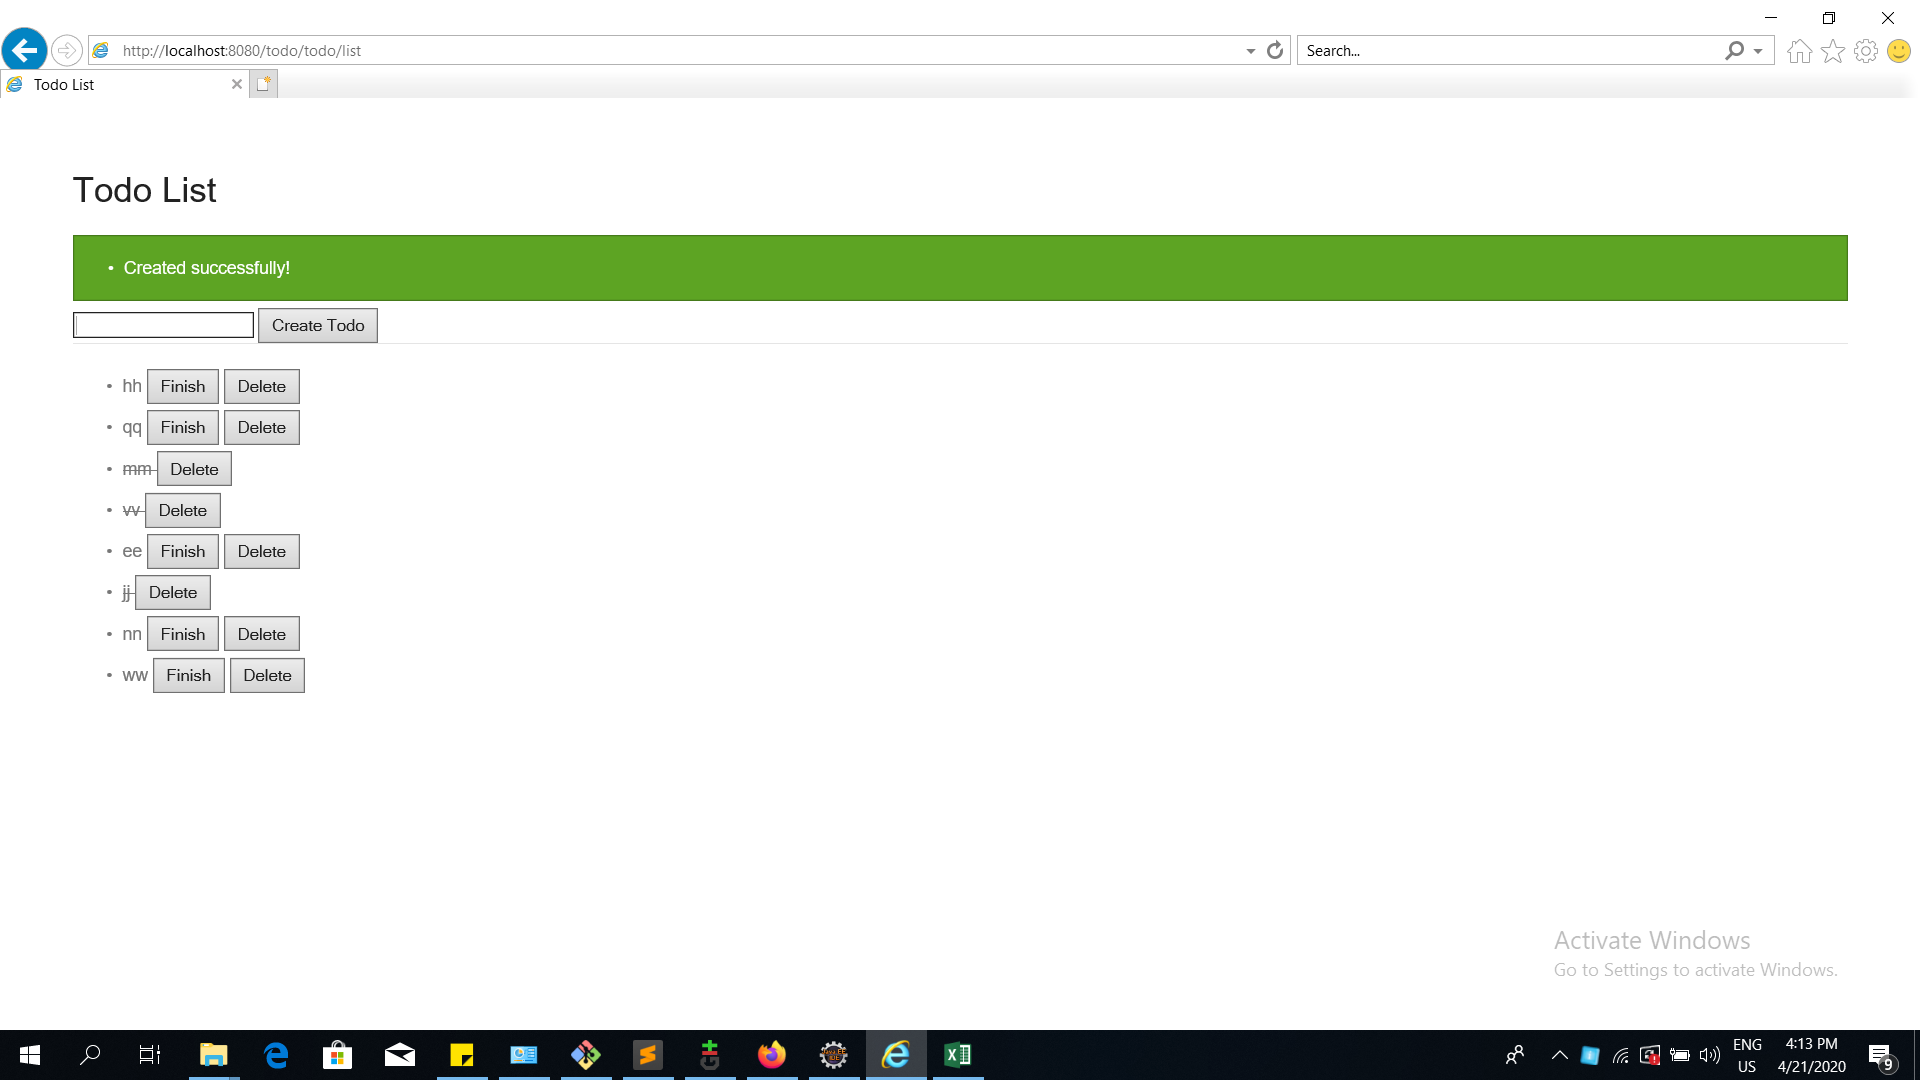 http://localhost:8080/todo/todo/list
Search...
Todo List
Todo List
• Created successfully!
Create Todo
• hh Finish Delete
• qq Finish Delete
• mm Delete
• vv Delete
• ee Finish Delete
• jj Delete
• nn Finish Delete
• ww Finish Delete
Activate Windows
Go to Settings to activate Windows.
ENG
US
4:13 PM
4/21/2020
9